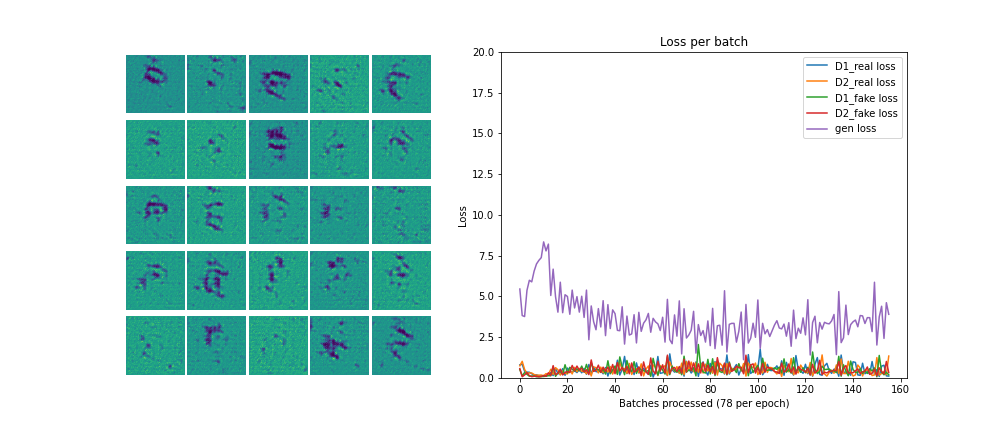 Loss per batch
20.0
17.5
15.0
12.5
10.0
7.5
5.0
2.5
0.0
Loss
D1_real loss
D2_real loss
D1_fake loss
D2_fake loss
gen loss
0 20 40 60 80 100 120 140 160
Batches processed (78 per epoch)